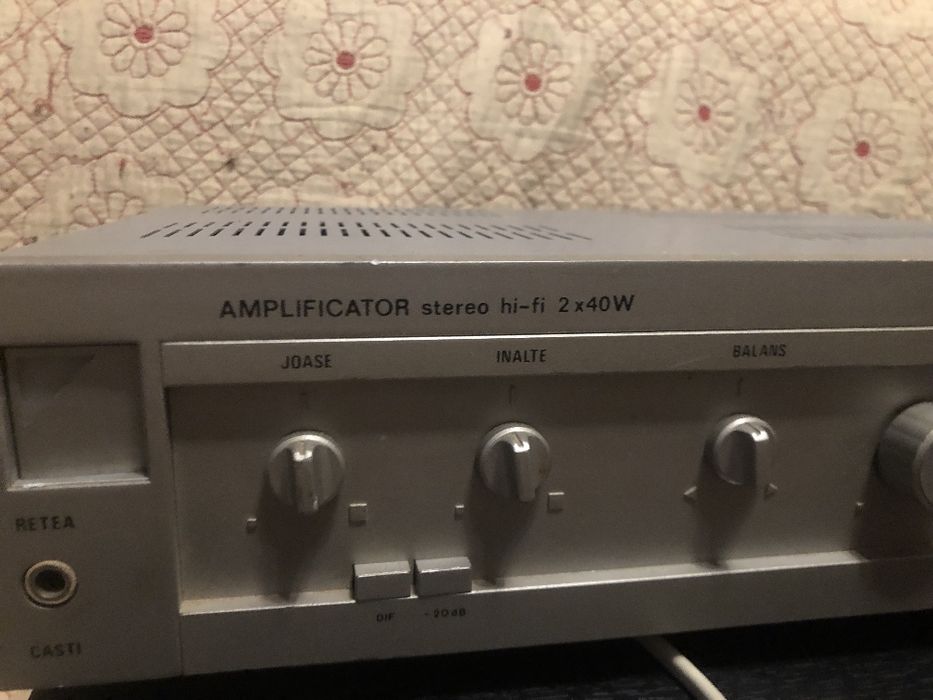 AMPLIFICATOR stereo hi-fi 2x40W
JOASE
INALTE
BALANS
RETEA
DIF
-20dB
CASTI